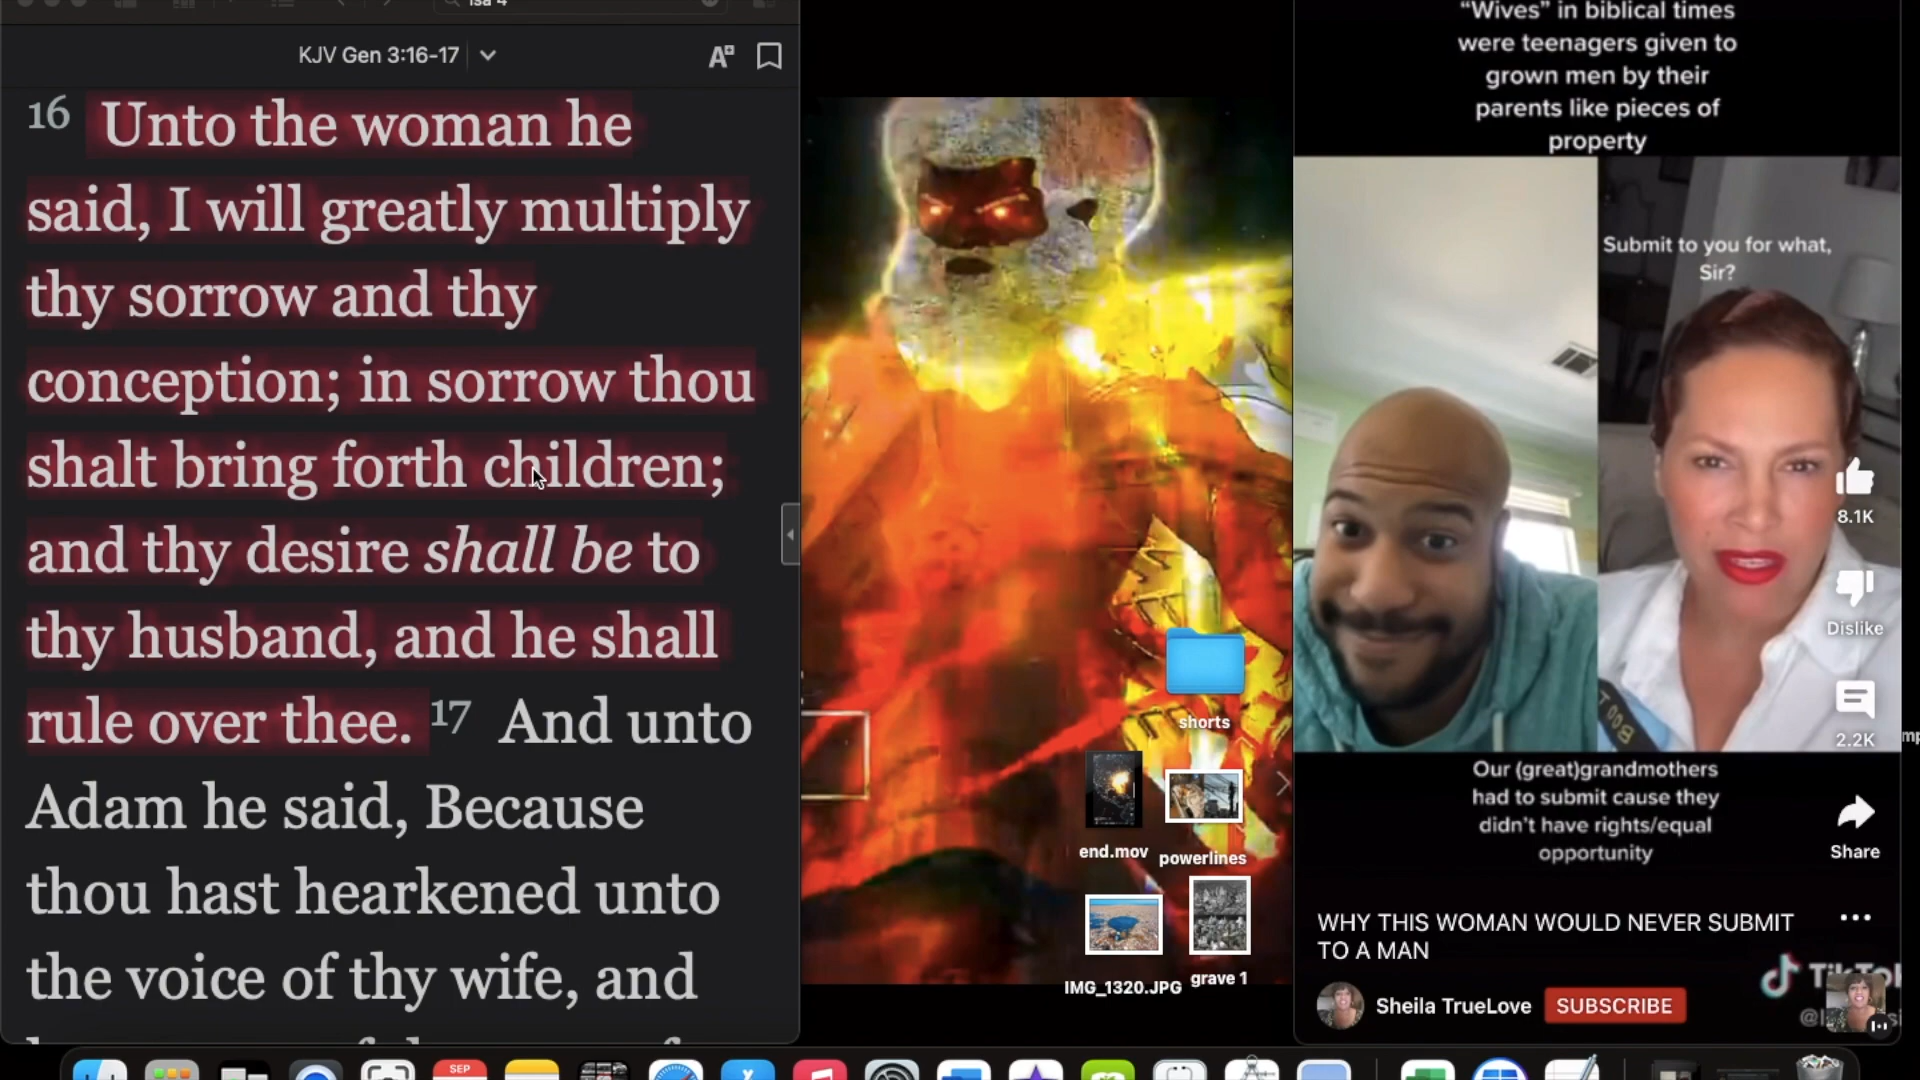 isa 4
KJV Gen 3:16-17
16 Unto the woman he
said, I will greatly multiply
thy sorrow and thy
conception; in sorrow thou
shalt bring forth children;
and thy desire shall be to
thy husband, and he shall
rule over thee. 17 And unto
Adam he said, Because
thou hast hearkened unto
the voice of thy wife, and
shorts
end.mov
powerlines
IMG_1320.JPG
grave 1
“Wives” in biblical times
were teenagers given to
grown men by their
parents like pieces of
property
Submit to you for what,
Sir?
8.1K
Dislike
2.2K
Our (great)grandmothers
had to submit cause they
didn't have rights/equal
opportunity
Share
WHY THIS WOMAN WOULD NEVER SUBMIT
TO A MAN
Sheila TrueLove
SUBSCRIBE
SEP